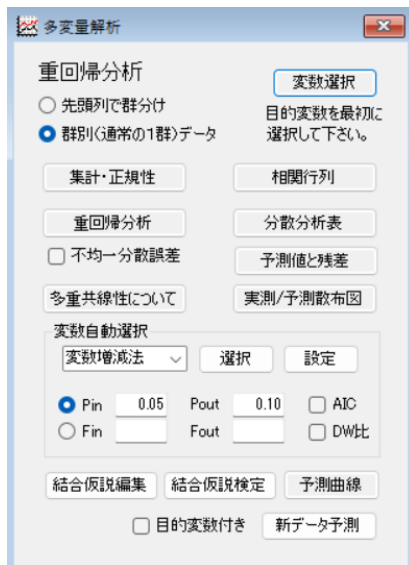 多変量解析
重回帰分析
変数選択
先頭列で群分け
群別(通常の1群)データ
目的変数を最初に
選択して下さい。
集計・正規性
相関行列
重回帰分析
分散分析表
不均一分散誤差
予測値と残差
多重共線性について
実測/予測散布図
変数自動選択
変数増減法
選択
設定
Pin 0.05 Pout 0.10 AIC
Fin Fout DW比
結合仮説編集
結合仮説検定
予測曲線
目的変数付き
新データ予測